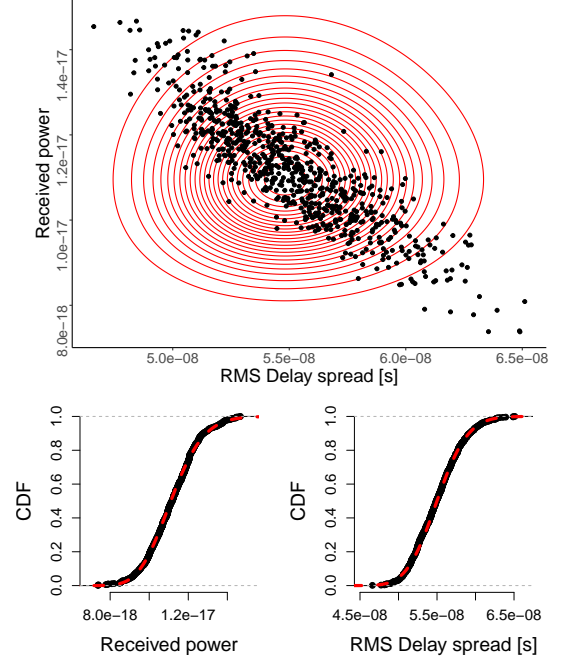 Received power
1.4e−17
1.2e−17
1.0e−17
8.0e−18
5.0e−08 5.5e−08 6.0e−08 6.5e−08
RMS Delay spread [s]
CDF
1.0
0.8
0.6
0.4
0.2
0.0
8.0e−18 1.2e−17
Received power
CDF
1.0
0.8
0.6
0.4
0.2
0.0
4.5e−08 5.5e−08 6.5e−08
RMS Delay spread [s]